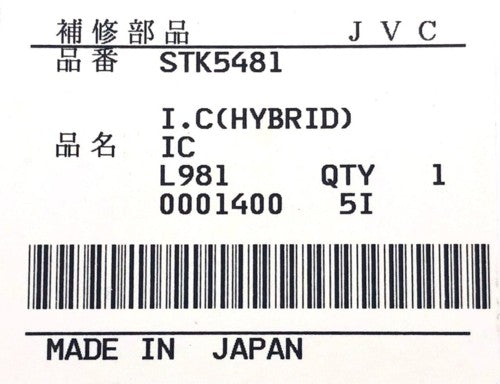 補修部品 JVC
品番 STK5481
I.C(HYBRID)
品名 IC
L981 QTY 1
0001400 5I
MADE IN JAPAN